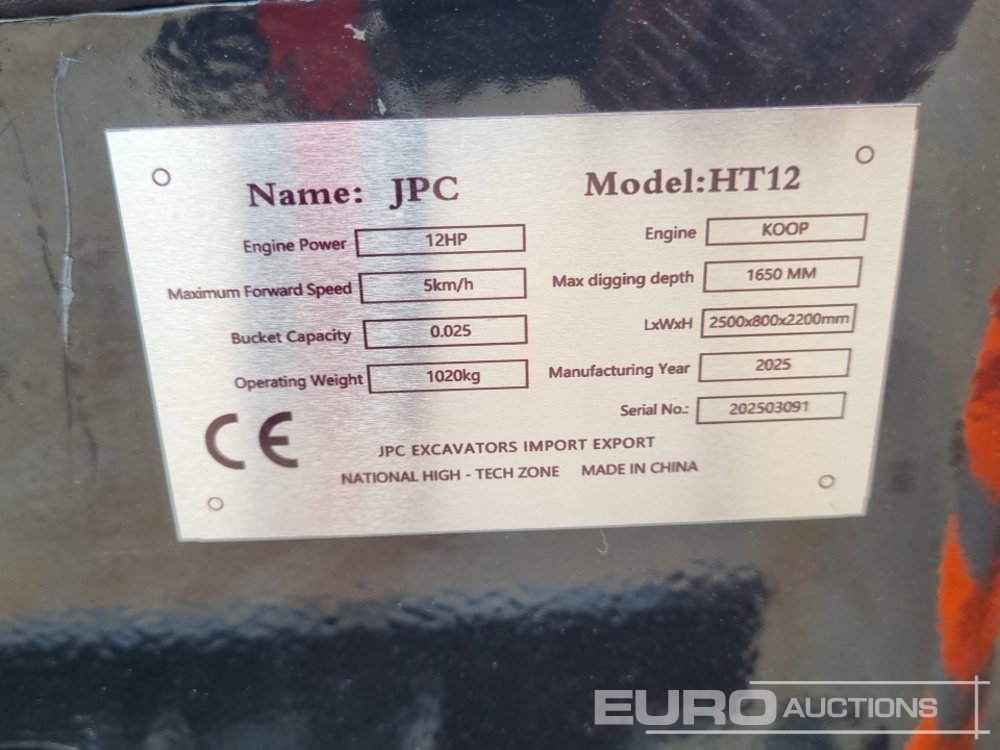 Name: JPC Model:HT12
Engine Power 12HP Engine KOOP
Maximum Forward Speed 5km/h Max digging depth 1650 MM
Bucket Capacity 0.025 LxWxH 2500x800x2200mm
Operating Weight 1020kg Manufacturing Year 2025
Serial No.: 202503091
CE
JPC EXCAVATORS IMPORT EXPORT
NATIONAL HIGH - TECH ZONE MADE IN CHINA
EURO AUCTIONS